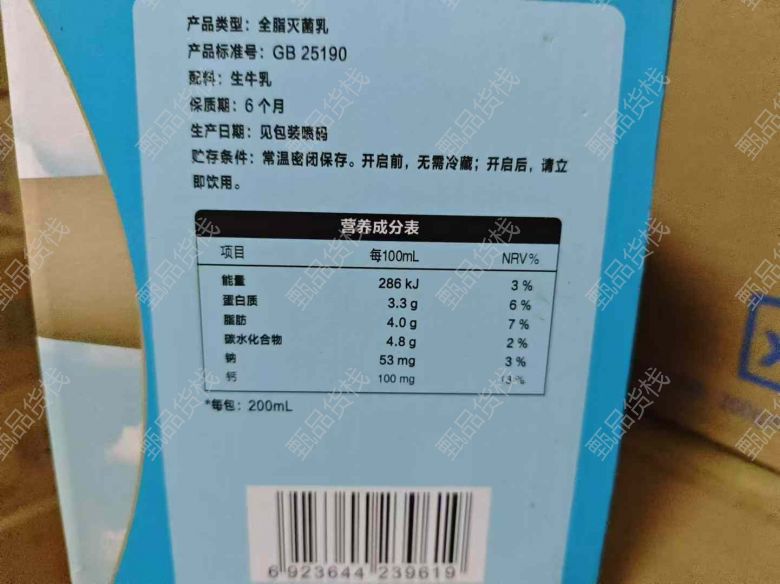 产品类型：全脂灭菌乳
产品标准号：GB 25190
配料：生牛乳
保质期：6个月
生产日期：见包装喷码
贮存条件：常温密闭保存。开启前，无需冷藏；开启后，请立
即饮用。
营养成分表
项目 每100mL NRV%
能量 286 kJ 3 %
蛋白质 3.3 g 6 %
脂肪 4.0 g 7 %
碳水化合物 4.8 g 2 %
钠 53 mg 3 %
钙 100 mg 13 %
*每包：200mL
6 923644 239619
甄品货栈